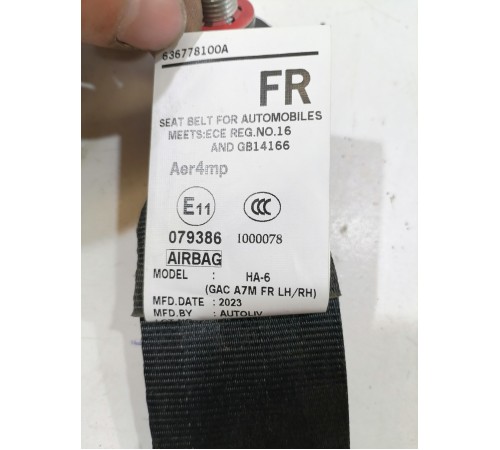 636778100A
FR
SEAT BELT FOR AUTOMOBILES
MEETS:ECE REG.NO.16
AND GB14166
Aer4mp
E11 CCC
079386 1000078
AIRBAG
MODEL : HA-6
(GAC A7M FR LH/RH)
MFD.DATE : 2023
MFD.BY : AUTOLIV